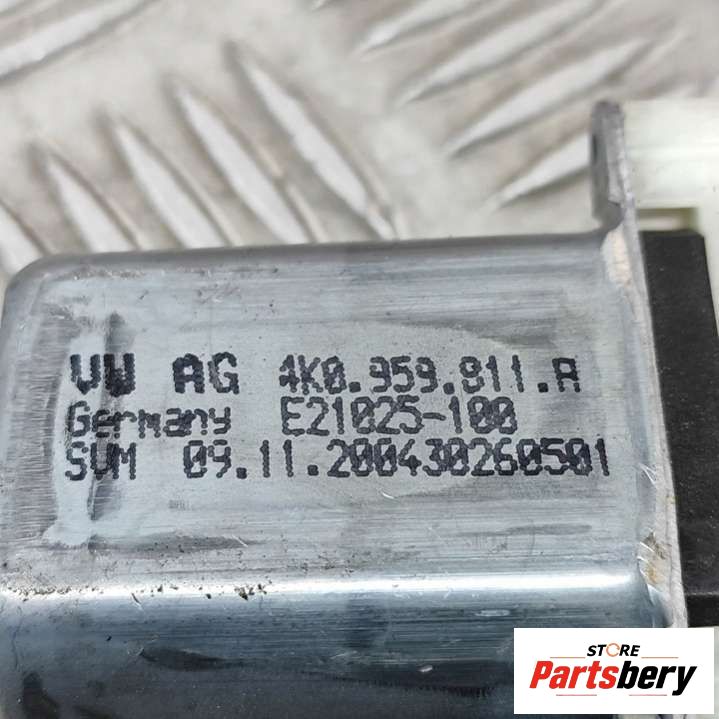 VW AG 4K0.959.811.A
Germany E21025-100
SVM 09.11.200430260501
STORE
Partsbery